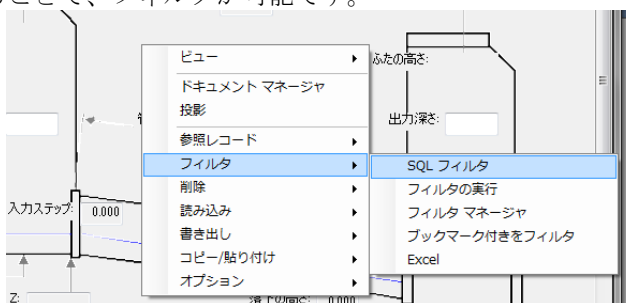 ことで、フィルタが可能です。
ビュー
ふたの高さ:
ドキュメント マネージャ
投影
出力深さ:
参照レコード
フィルタ
SQL フィルタ
削除
フィルタの実行
入力ステップ: 0.000
読み込み
フィルタ マネージャ
書き出し
ブックマーク付きをフィルタ
コピー/貼り付け
Excel
オプション
Z:
落下の高さ: 0.000